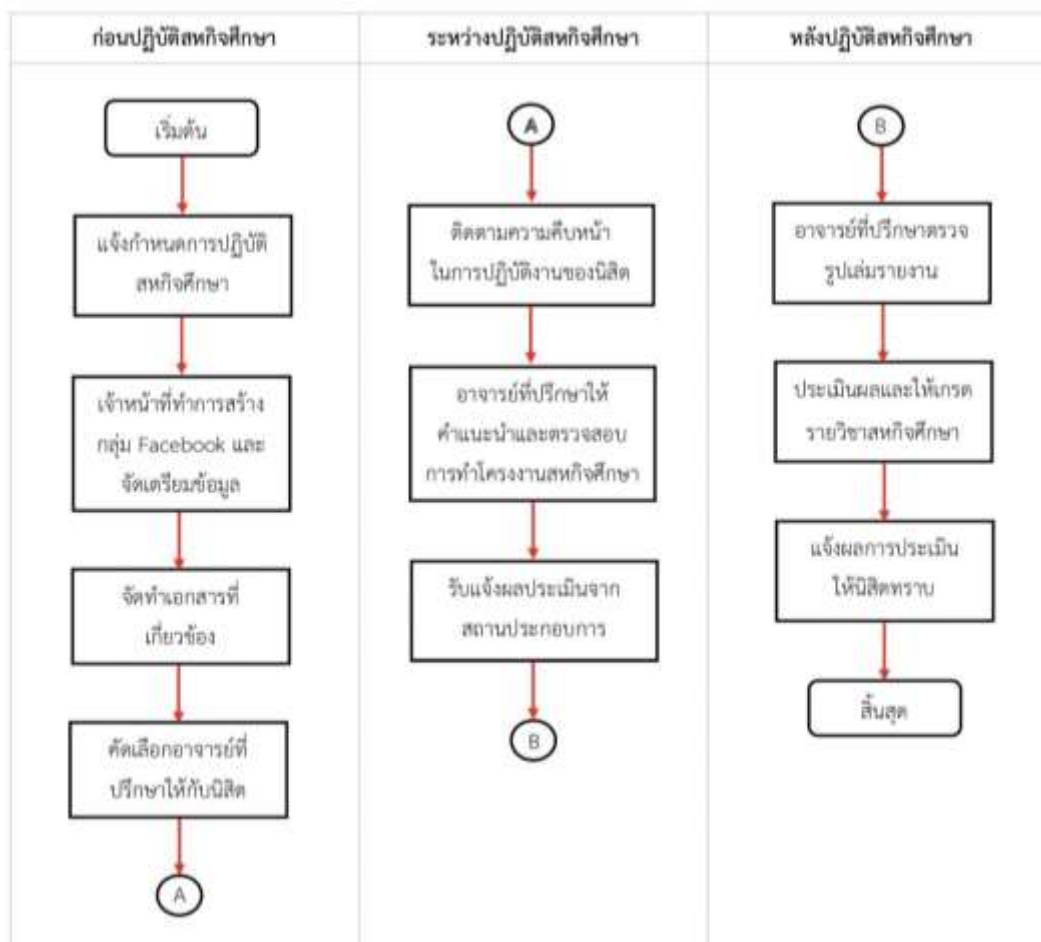 ก่อนปฏิบัติสหกิจศึกษา
เริ่มต้น
แจ้งกำหนดการปฏิบัติ
สหกิจศึกษา
เจ้าหน้าที่ทำการสร้าง
กลุ่ม Facebook และ
จัดเตรียมข้อมูล
จัดทำเอกสารที่
เกี่ยวข้อง
คัดเลือกอาจารย์ที่
ปรึกษาให้กับนิสิต
A
ระหว่างปฏิบัติสหกิจศึกษา
A
ติดตามความคืบหน้า
ในการปฏิบัติงานของนิสิต
อาจารย์ที่ปรึกษาให้
คำแนะนำและตรวจสอบ
การทำโครงงานสหกิจศึกษา
รับแจ้งผลประเมินจาก
สถานประกอบการ
B
หลังปฏิบัติสหกิจศึกษา
B
อาจารย์ที่ปรึกษาตรวจ
รูปเล่มรายงาน
ประเมินผลและให้เกรด
รายวิชาสหกิจศึกษา
แจ้งผลการประเมิน
ให้นิสิตทราบ
สิ้นสุด